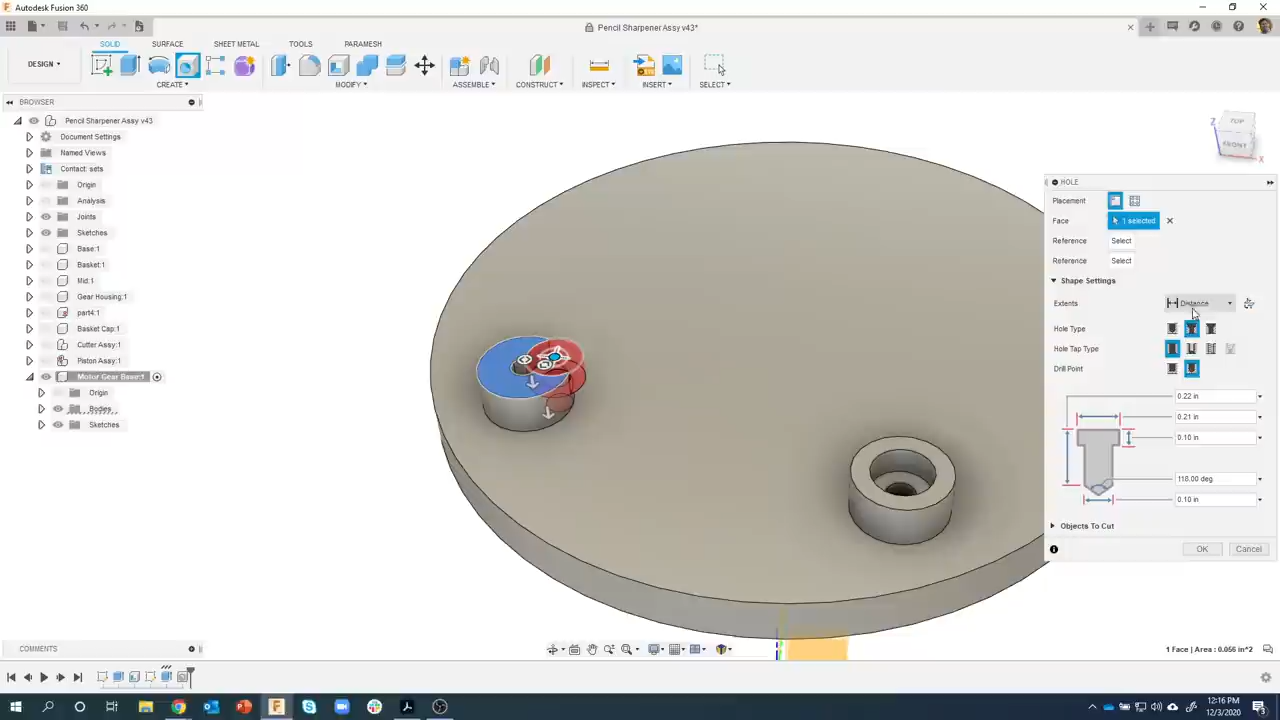 Autodesk Fusion 360
Pencil Sharpener Assy v43*
SOLID SURFACE SHEET METAL TOOLS PARAMESH
DESIGN
CREATE MODIFY ASSEMBLE CONSTRUCT INSPECT INSERT SELECT
BROWSER
Pencil Sharpener Assy v43
Document Settings
Named Views
Contact: sets
Origin
Analysis
Joints
Sketches
Base:1
Basket:1
Mid:1
Gear Housing:1
part4:1
Basket Cap:1
Cutter Assy:1
Piston Assy:1
Motor Gear Base:1
Origin
Bodies
Sketches
TOP
FRONT
Z
X
HOLE
Placement
Face 1 selected
Reference Select
Reference Select
Shape Settings
Extents Distance
Hole Type
Hole Tap Type
Drill Point
0.22 in
0.21 in
0.10 in
118.00 deg
0.10 in
Objects To Cut
OK Cancel
COMMENTS
1 Face | Area : 0.056 in^2
12:16 PM
12/3/2020